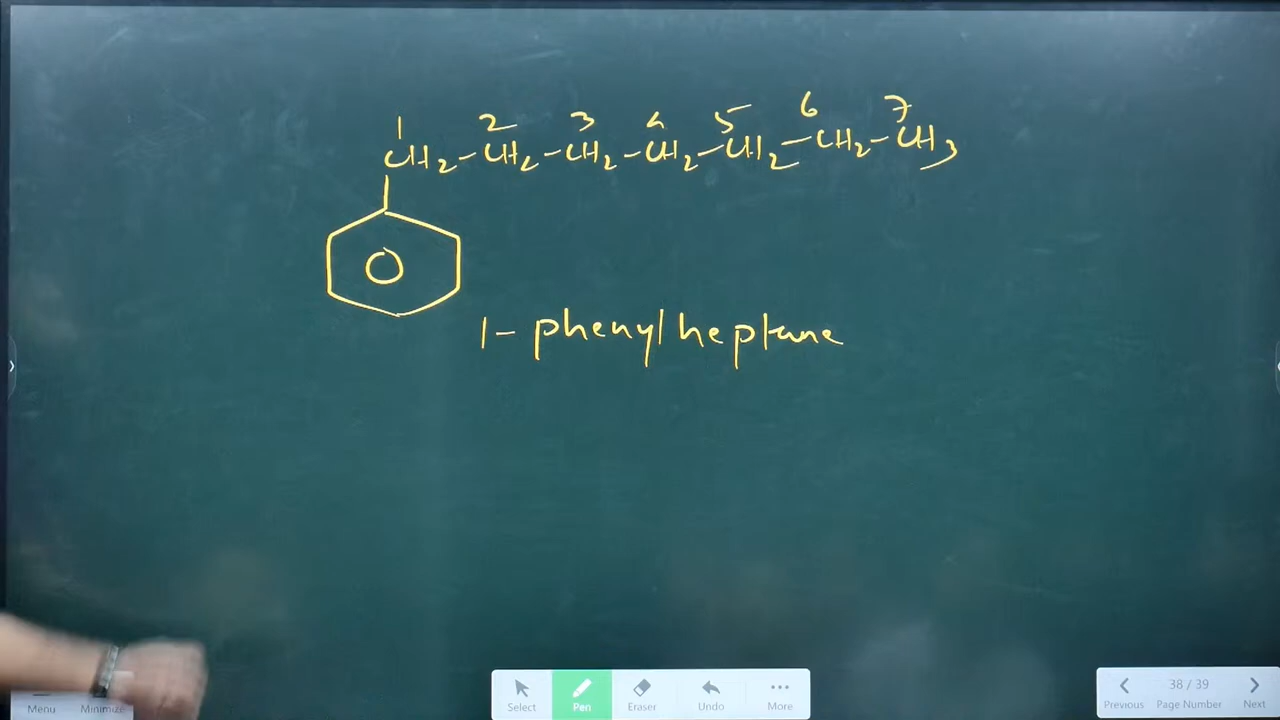 1 2 3 4 5 6 7
CH2-CH2-CH2-CH2-CH2-CH2-CH3
1-phenylheptane
Menu Minimize Select Pen Eraser Undo More Previous 38 / 39 Page Number Next